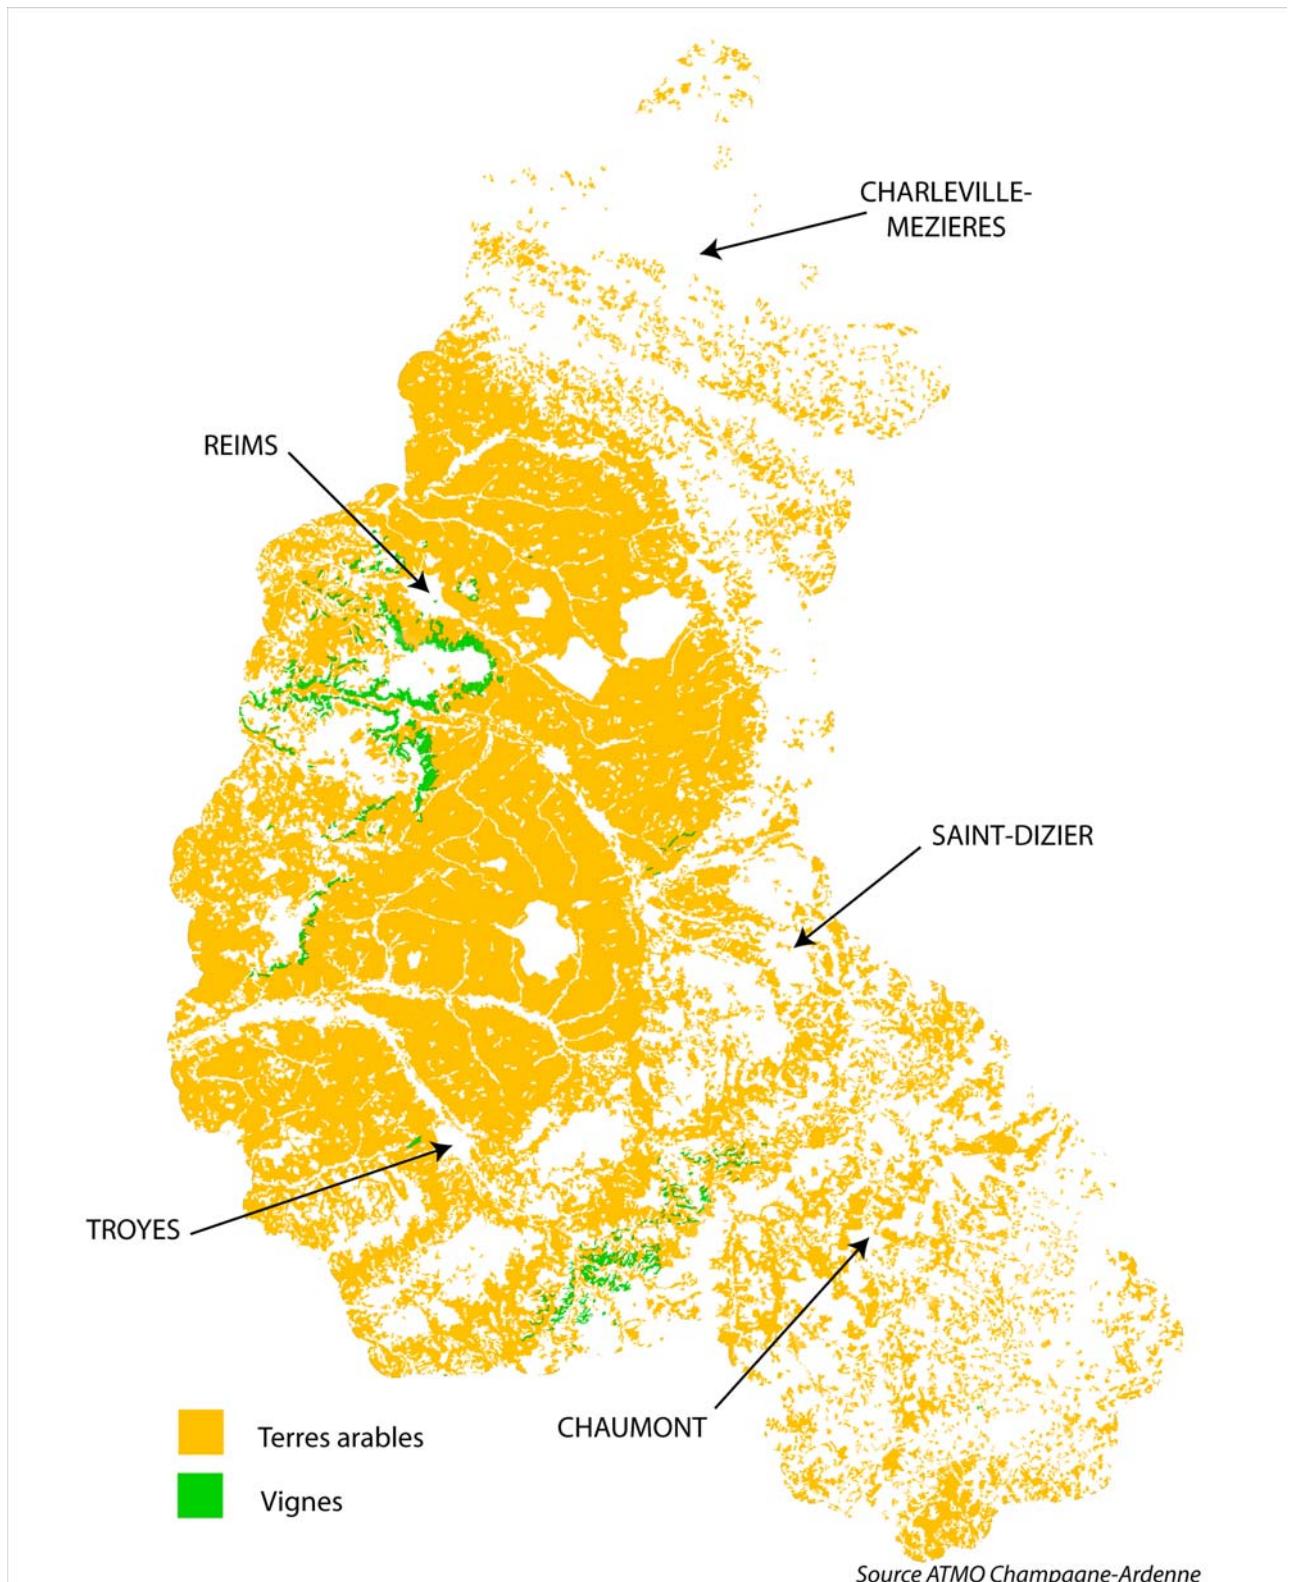 CHARLEVILLE-
MEZIERES
REIMS
SAINT-DIZIER
TROYES
CHAUMONT
Terres arables
Vignes
Source ATMO Champagne-Ardenne